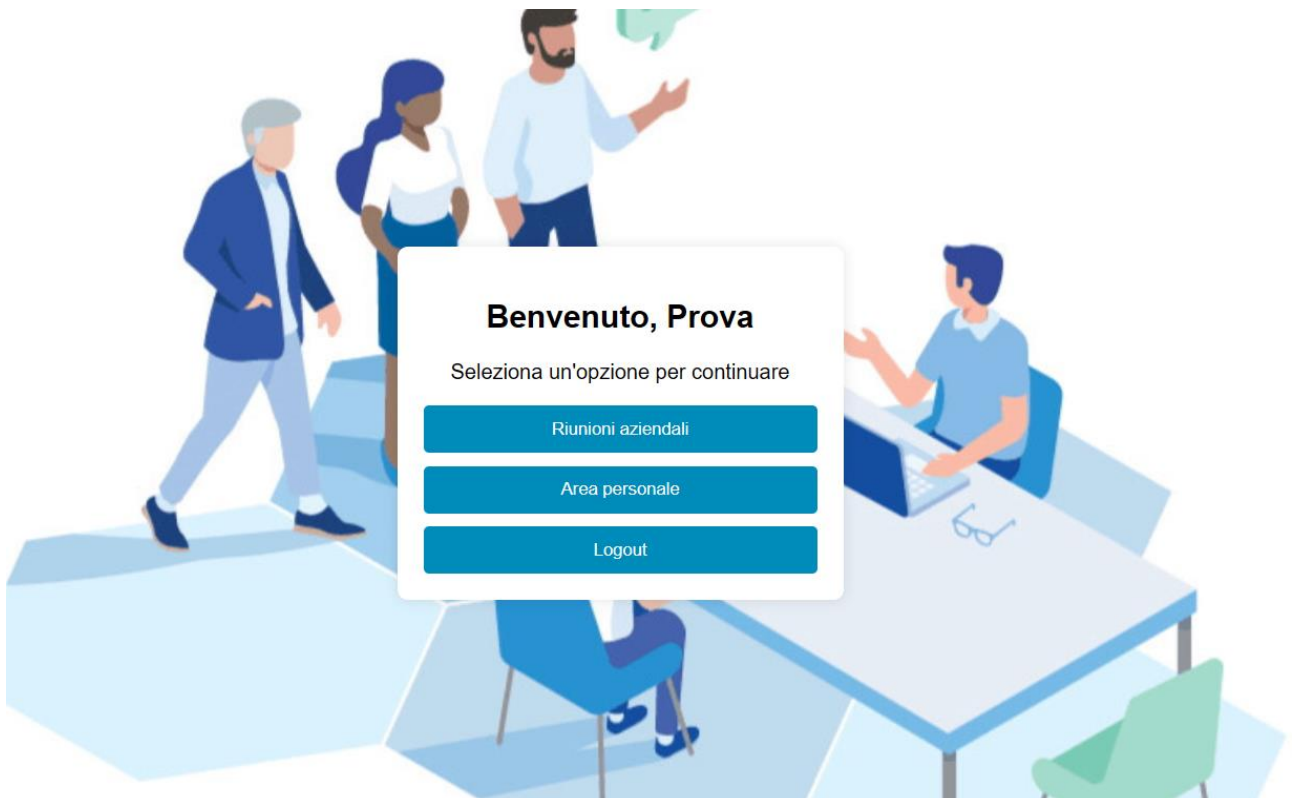 Benvenuto, Prova
Seleziona un'opzione per continuare
Riunioni aziendali
Area personale
Logout